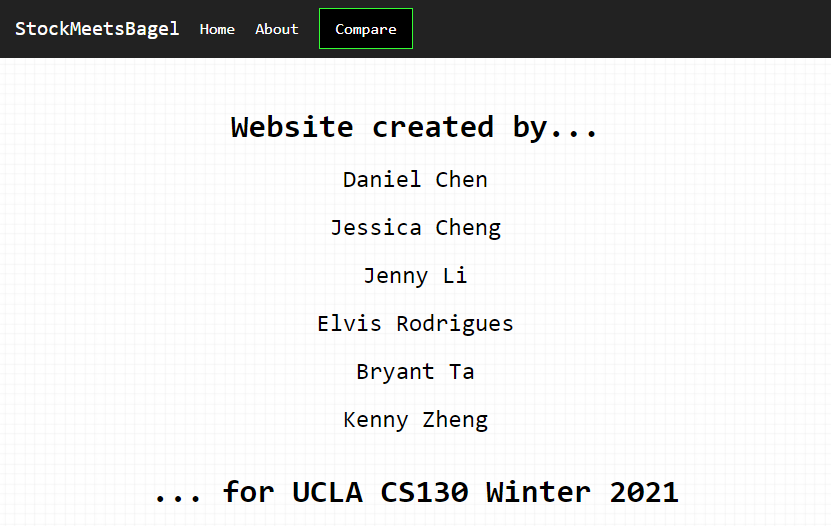 StockMeetsBagel Home About Compare
Website created by...
Daniel Chen
Jessica Cheng
Jenny Li
Elvis Rodrigues
Bryant Ta
Kenny Zheng
... for UCLA CS130 Winter 2021